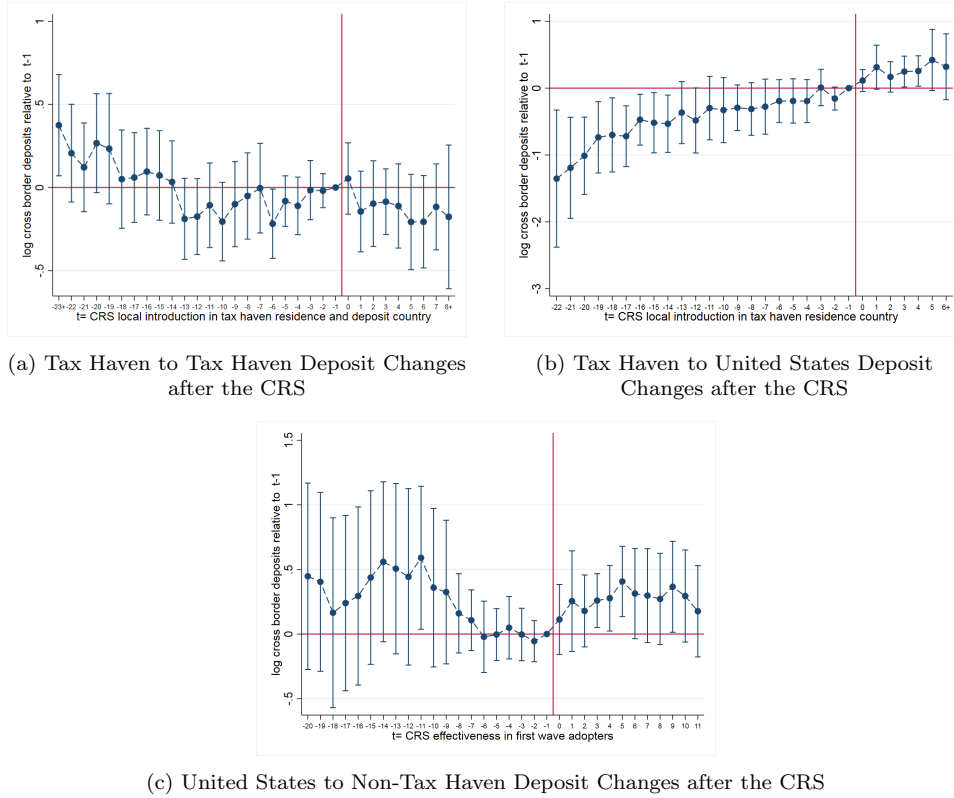 log cross border deposits relative to t-1
1
.5
0
-.5
-23+ -22 -21 -20 -19 -18 -17 -16 -15 -14 -13 -12 -11 -10 -9 -8 -7 -6 -5 -4 -3 -2 -1 0 1 2 3 4 5 6 7 8+
t= CRS local introduction in tax haven residence and deposit country
(a) Tax Haven to Tax Haven Deposit Changes
after the CRS
log cross border deposits relative to t-1
1
0
-1
-2
-3
-22 -21 -20 -19 -18 -17 -16 -15 -14 -13 -12 -11 -10 -9 -8 -7 -6 -5 -4 -3 -2 -1 0 1 2 3 4 5 6+
t= CRS local introduction in tax haven residence country
(b) Tax Haven to United States Deposit
Changes after the CRS
log cross border deposits relative to t-1
1.5
1
.5
0
-.5
-20 -19 -18 -17 -16 -15 -14 -13 -12 -11 -10 -9 -8 -7 -6 -5 -4 -3 -2 -1 0 1 2 3 4 5 6 7 8 9 10 11
t= CRS effectiveness in first wave adopters
(c) United States to Non-Tax Haven Deposit Changes after the CRS